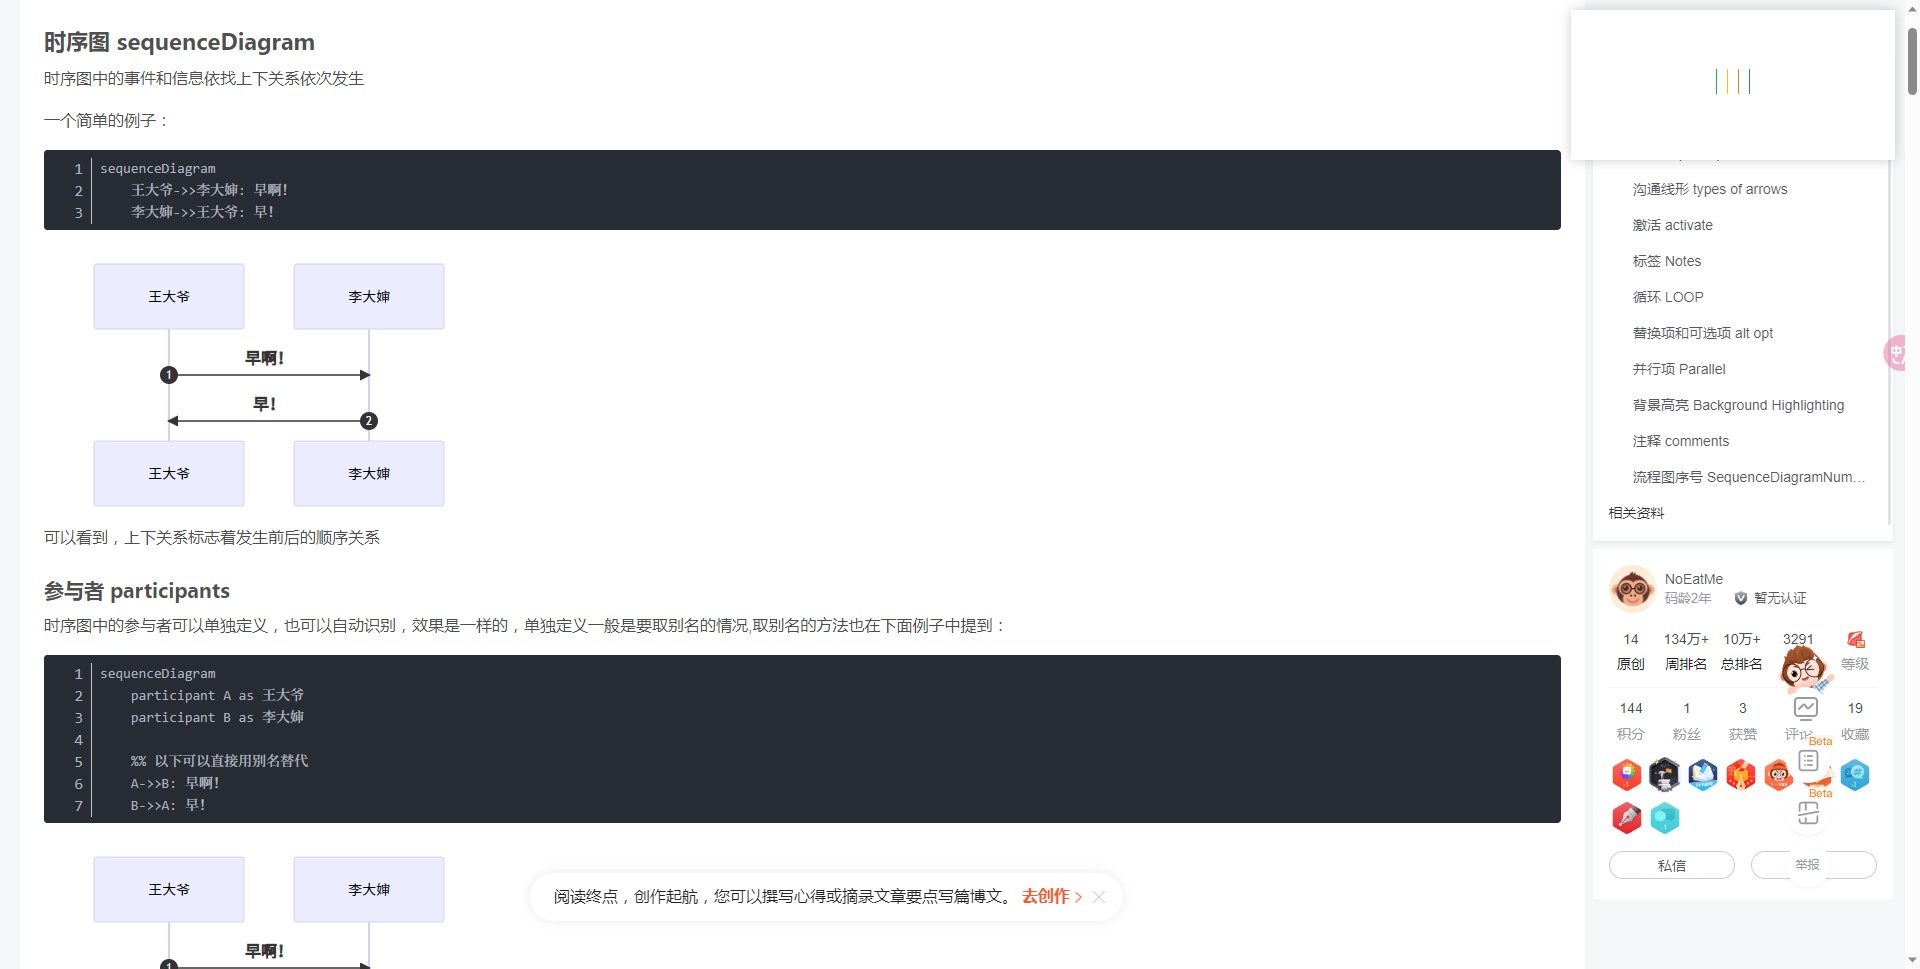 时序图 sequenceDiagram
时序图中的事件和信息依找上下关系依次发生
一个简单的例子：
1 sequenceDiagram
2 王大爷->>李大婶: 早啊!
3 李大婶->>王大爷: 早!
王大爷 李大婶
早啊!
1
早!
2
王大爷 李大婶
可以看到，上下关系标志着发生前后的顺序关系
参与者 participants
时序图中的参与者可以单独定义，也可以自动识别，效果是一样的，单独定义一般是要取别名的情况,取别名的方法也在下面例子中提到：
1 sequenceDiagram
2 participant A as 王大爷
3 participant B as 李大婶
4
5 %% 以下可以直接用别名替代
6 A->>B: 早啊!
7 B->>A: 早!
王大爷 李大婶
早啊!
1
阅读终点，创作起航，您可以撰写心得或摘录文章要点写篇博文。 去创作
沟通线形 types of arrows
激活 activate
标签 Notes
循环 LOOP
替换项和可选项 alt opt
并行项 Parallel
背景高亮 Background Highlighting
注释 comments
流程图序号 SequenceDiagramNum...
相关资料
NoEatMe
码龄2年 暂无认证
14 134万+ 10万+ 3291
原创 周排名 总排名 等级
144 1 3 19
积分 粉丝 获赞 评论 收藏
Beta
Beta
私信 举报